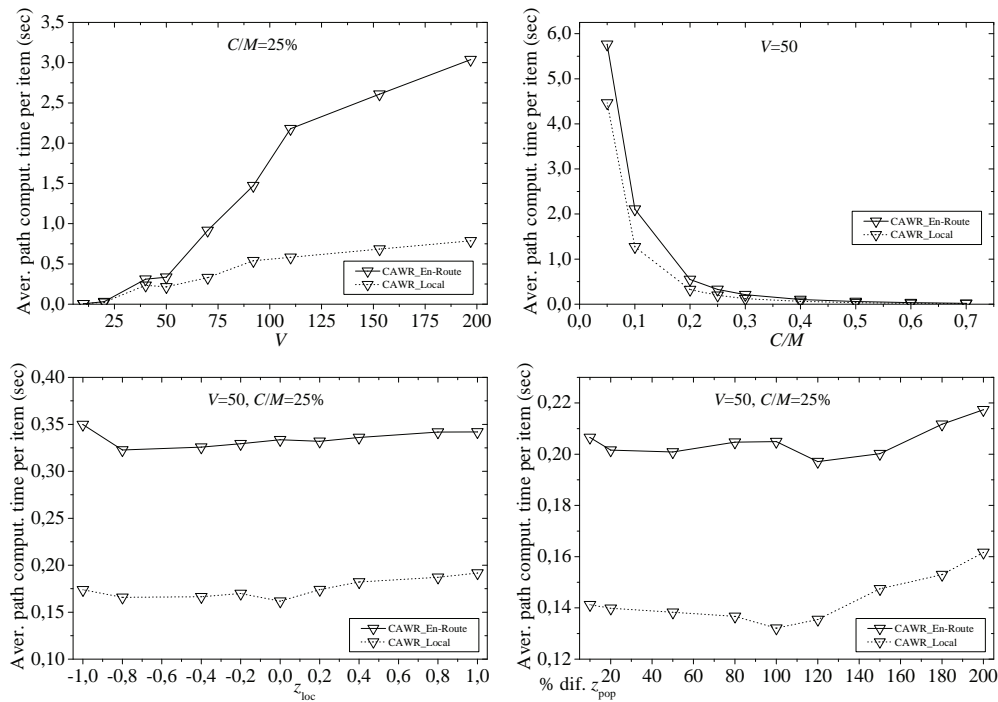 Aver. path comput. time per item (sec)
3,5
3,0
2,5
2,0
1,5
1,0
0,5
0,0
C/M=25%
CAWR_En-Route
CAWR_Local
25 50 75 100 125 150 175 200
V
Aver. path comput. time per item (sec)
6,0
5,0
4,0
3,0
2,0
1,0
0,0
V=50
CAWR_En-Route
CAWR_Local
0,0 0,1 0,2 0,3 0,4 0,5 0,6 0,7
C/M
Aver. path comput. time per item (sec)
0,40
0,35
0,30
0,25
0,20
0,15
0,10
V=50, C/M=25%
CAWR_En-Route
CAWR_Local
-1,0 -0,8 -0,6 -0,4 -0,2 0,0 0,2 0,4 0,6 0,8 1,0
zloc
Aver. path comput. time per item (sec)
0,22
0,20
0,18
0,16
0,14
0,12
V=50, C/M=25%
CAWR_En-Route
CAWR_Local
20 40 60 80 100 120 140 160 180 200
% dif. zpop